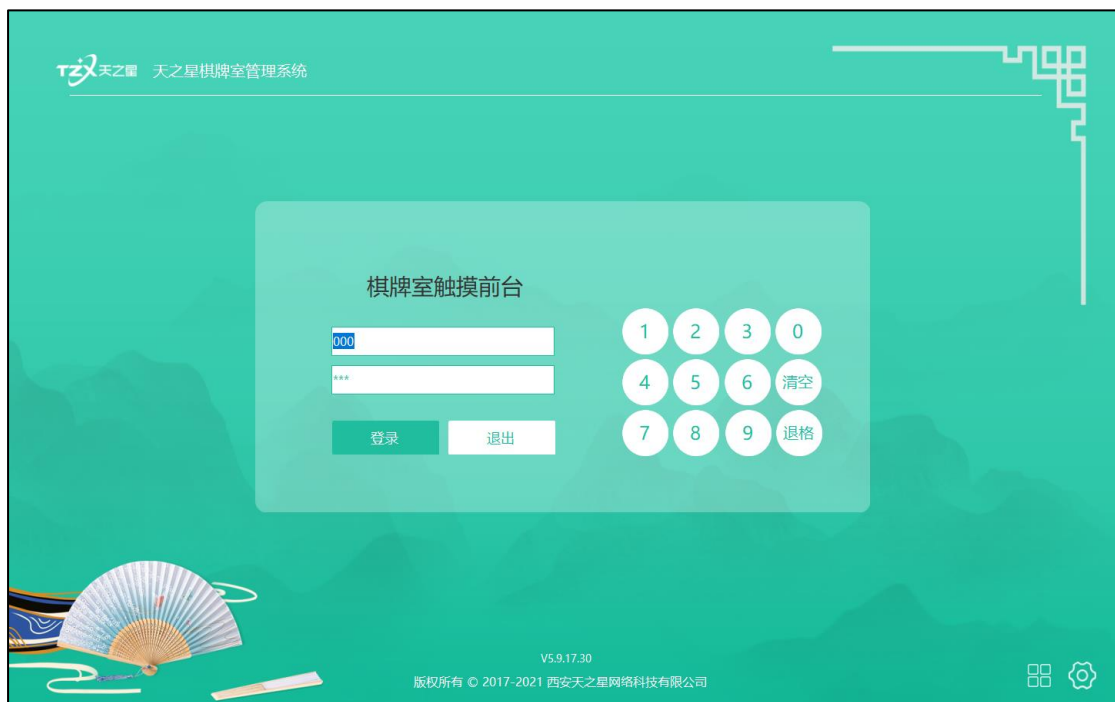 TZX天之星 天之星棋牌室管理系统
棋牌室触摸前台
000
***
登录 退出
1 2 3 0
4 5 6 清空
7 8 9 退格
V5.9.17.30
版权所有 © 2017-2021 西安天之星网络科技有限公司